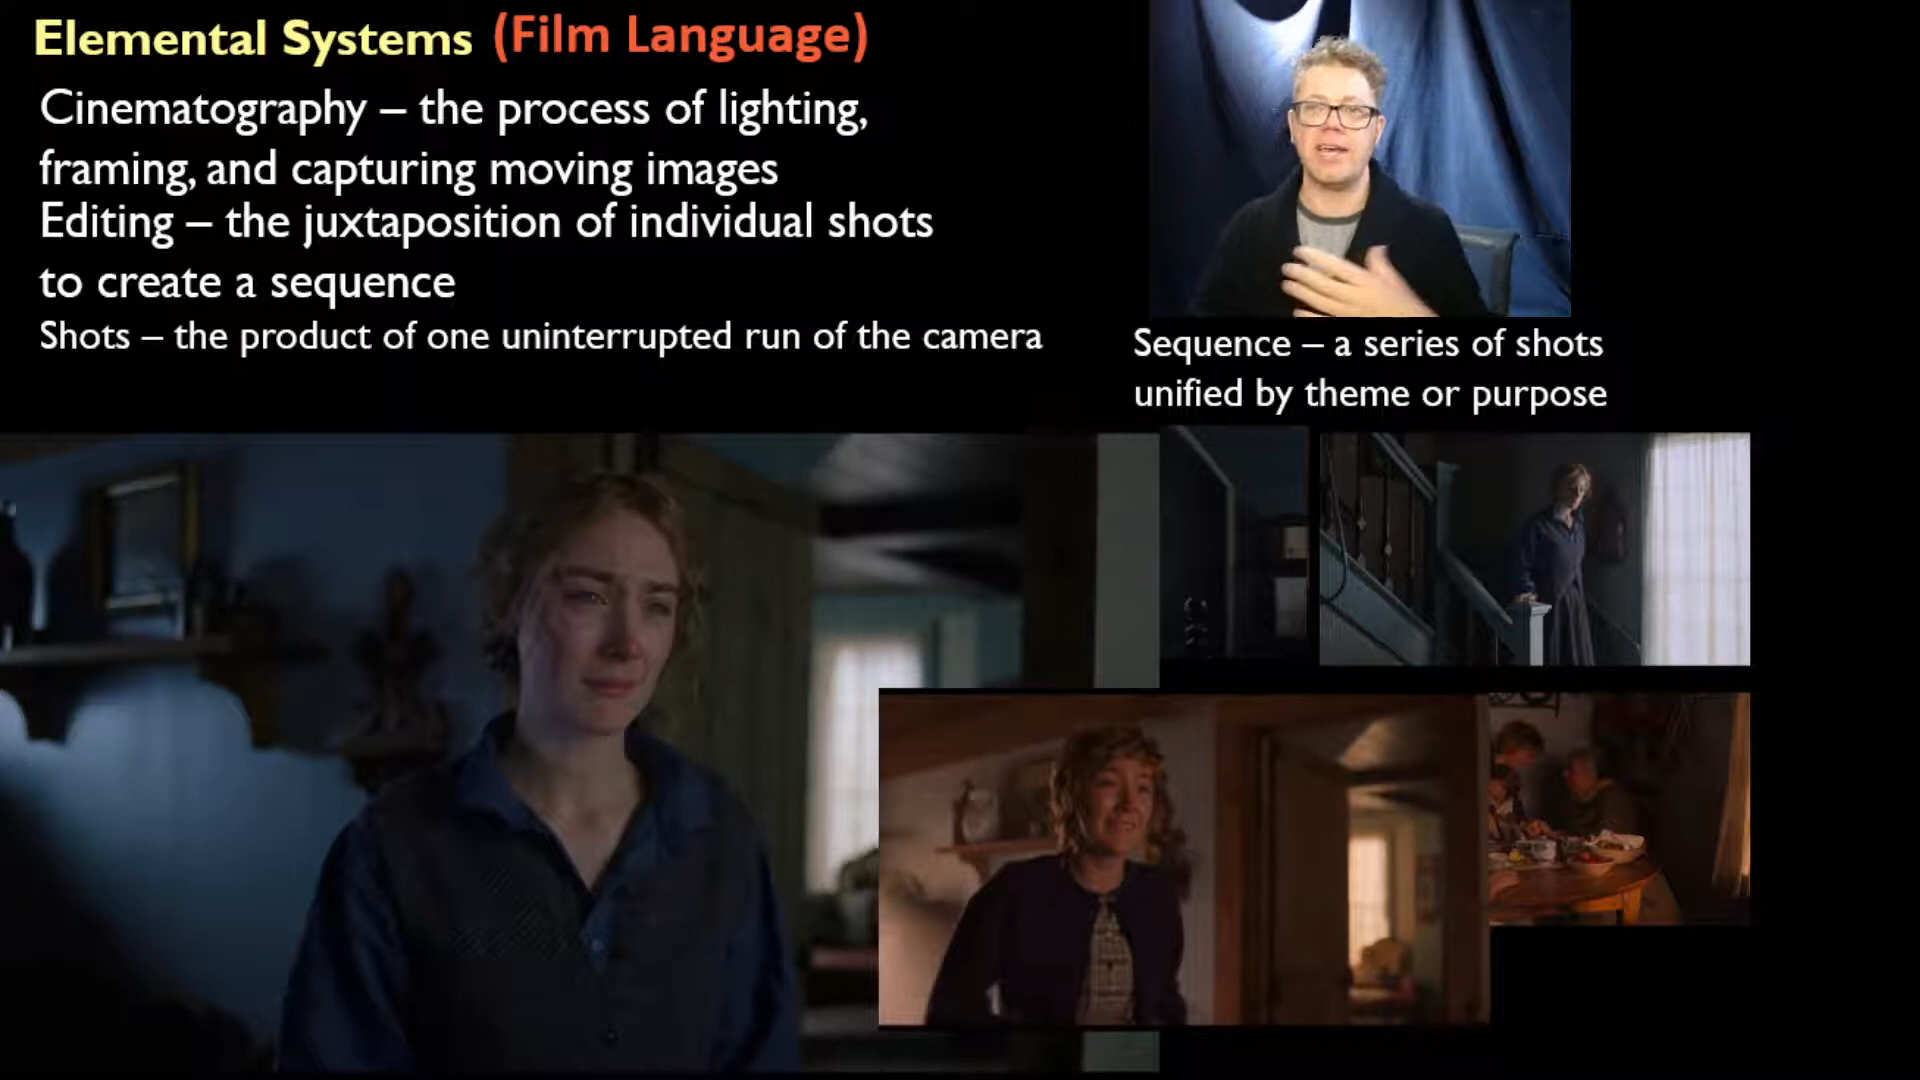 Elemental Systems (Film Language)
Cinematography – the process of lighting,
framing, and capturing moving images
Editing – the juxtaposition of individual shots
to create a sequence
Shots – the product of one uninterrupted run of the camera
Sequence – a series of shots
unified by theme or purpose